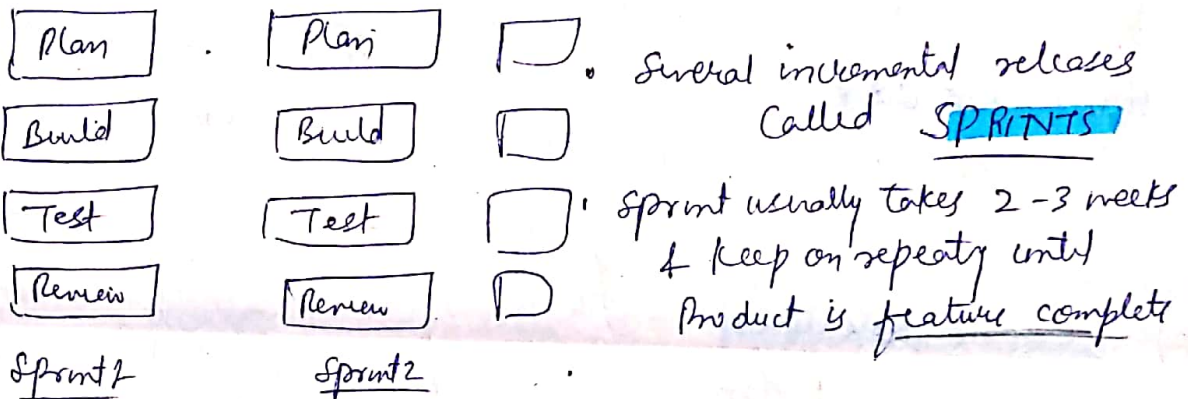 Plan
Plan
Build
Build
Test
Test
Review
Review
Sprint 1
Sprint 2
• Several incremental releases
Called SPRINTS
• Sprint usually takes 2-3 weeks
& keep on repeatg until
Product is feature complete